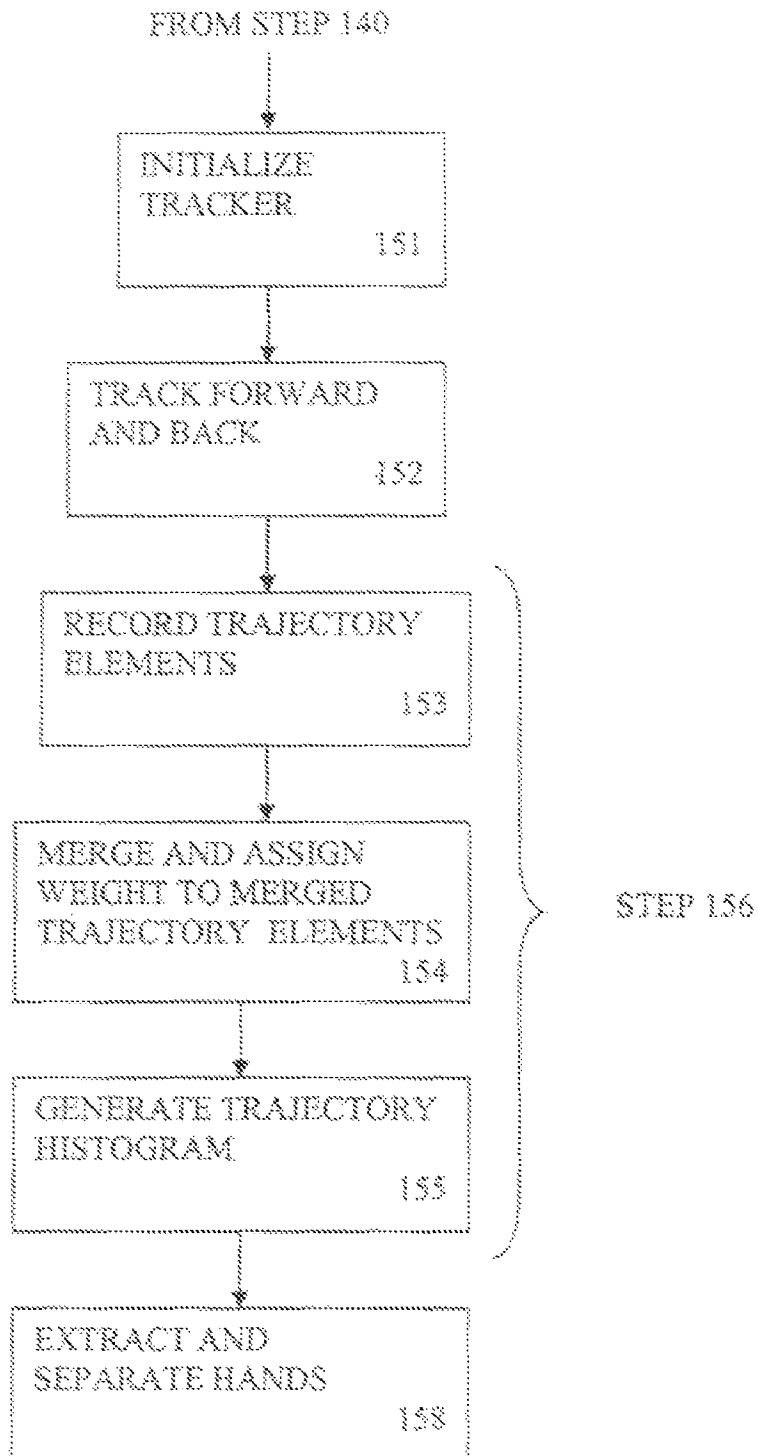 FROM STEP 140
INITIALIZE
TRACKER
151
TRACK FORWARD
AND BACK
152
RECORD TRAJECTORY
ELEMENTS
153
MERGE AND ASSIGN
WEIGHT TO MERGED
TRAJECTORY ELEMENTS
154
STEP 156
GENERATE TRAJECTORY
HISTOGRAM
155
EXTRACT AND
SEPARATE HANDS
158